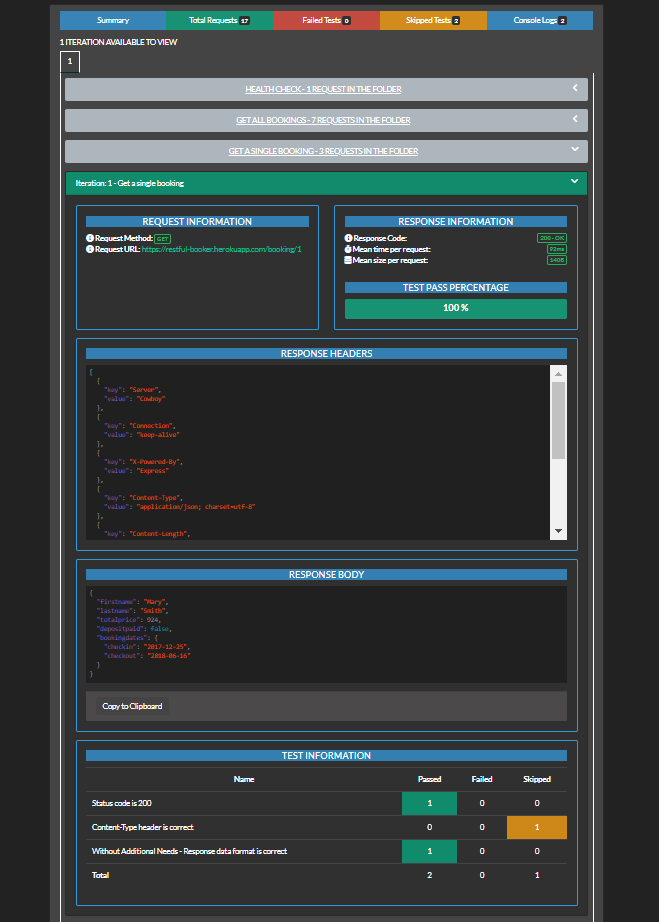 Summary
Total Requests 17
Failed Tests 0
Skipped Tests 2
Console Logs 2
1 ITERATION AVAILABLE TO VIEW
1
HEALTH CHECK - 1 REQUEST IN THE FOLDER
GET ALL BOOKINGS - 7 REQUESTS IN THE FOLDER
GET A SINGLE BOOKING - 3 REQUESTS IN THE FOLDER
Iteration: 1 - Get a single booking
REQUEST INFORMATION
Request Method: GET
Request URL: https://restful-booker.herokuapp.com/booking/1
RESPONSE INFORMATION
Response Code: 200 - OK
Mean time per request: 92ms
Mean size per request: 140B
TEST PASS PERCENTAGE
100 %
RESPONSE HEADERS
[
{
"key": "Server",
"value": "Cowboy"
},
{
"key": "Connection",
"value": "keep-alive"
},
{
"key": "X-Powered-By",
"value": "Express"
},
{
"key": "Content-Type",
"value": "application/json; charset=utf-8"
},
{
"key": "Content-Length",
RESPONSE BODY
{
"firstname": "Mary",
"lastname": "Smith",
"totalprice": 924,
"depositpaid": false,
"bookingdates": {
"checkin": "2017-12-25",
"checkout": "2018-06-16"
}
}
Copy to Clipboard
TEST INFORMATION
Name Passed Failed Skipped
Status code is 200 1 0 0
Content-Type header is correct 0 0 1
Without Additional Needs - Response data format is correct 1 0 0
Total 2 0 1